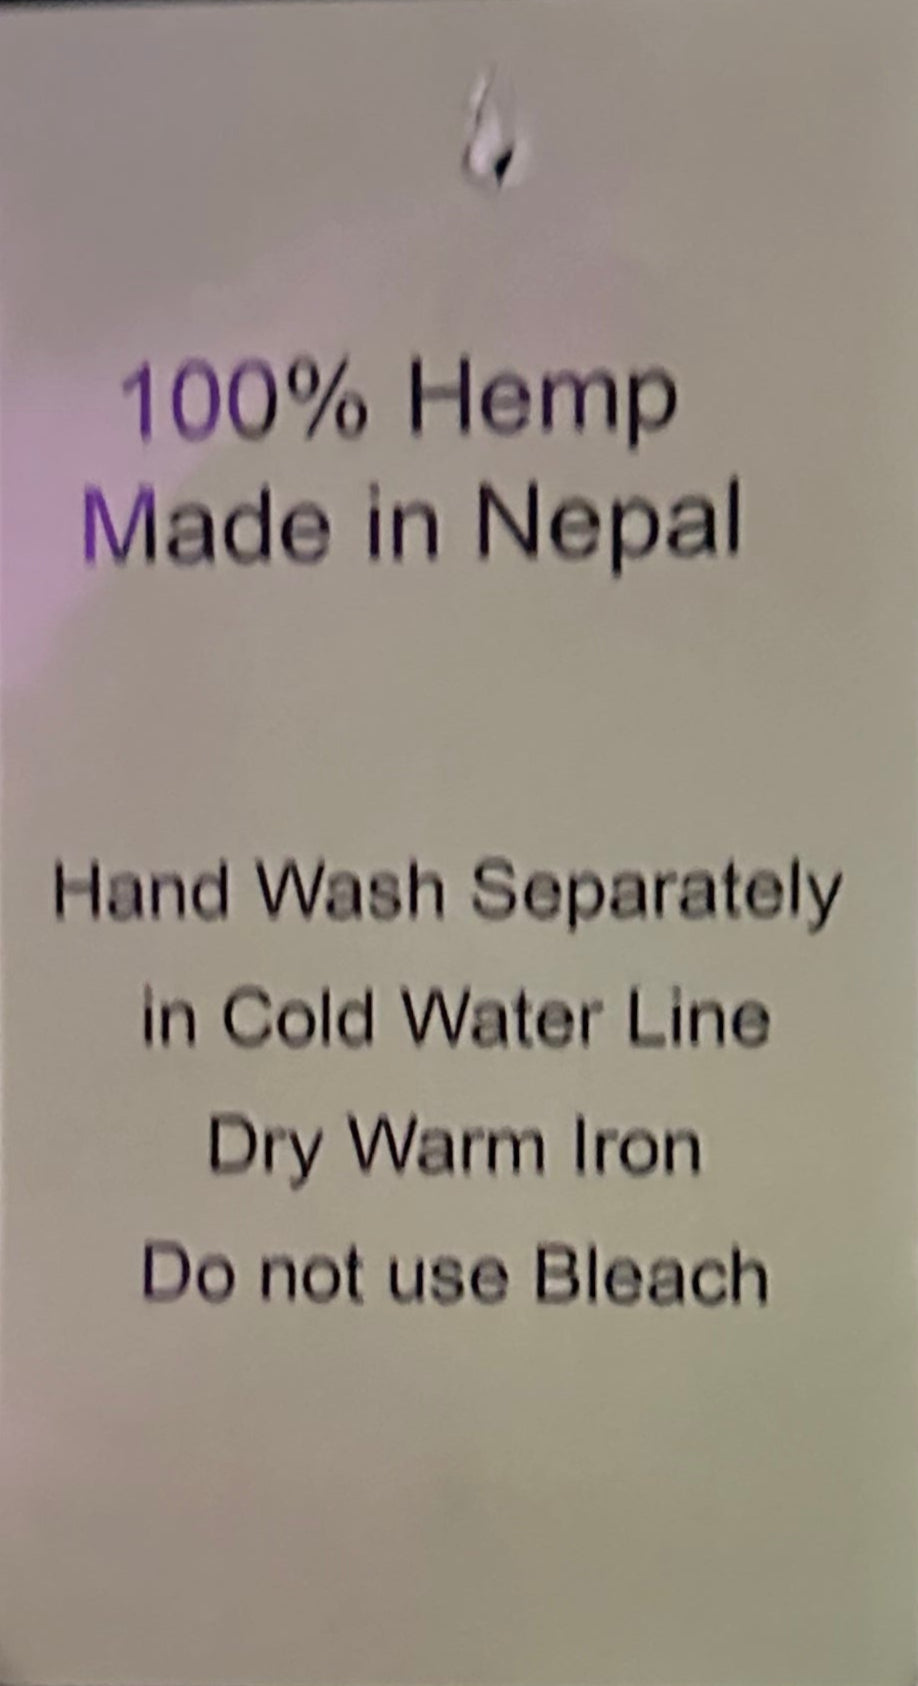 100% Hemp
Made in Nepal
Hand Wash Separately
in Cold Water Line
Dry Warm Iron
Do not use Bleach